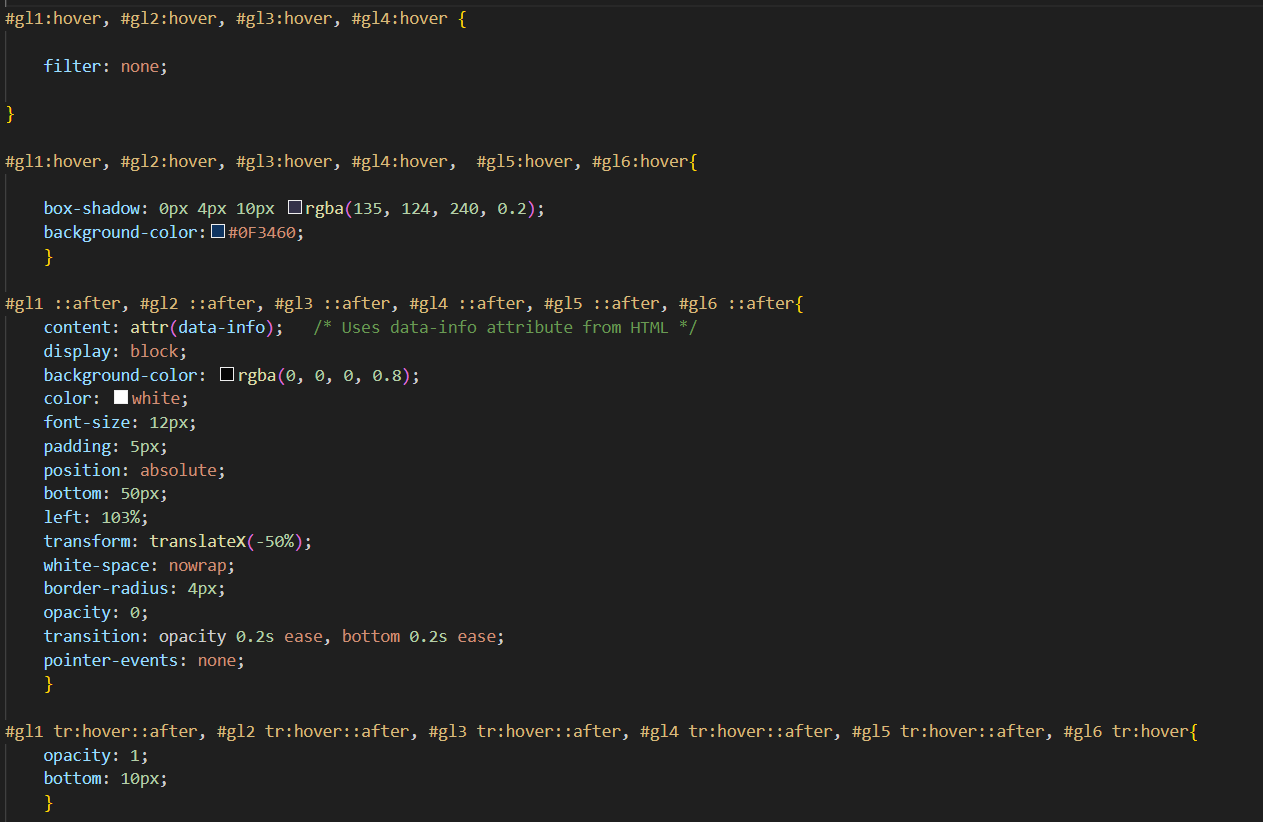 #gl1:hover, #gl2:hover, #gl3:hover, #gl4:hover {
filter: none;
}
#gl1:hover, #gl2:hover, #gl3:hover, #gl4:hover,  #gl5:hover, #gl6:hover{
box-shadow: 0px 4px 10px rgba(135, 124, 240, 0.2);
background-color:#0F3460;
}
#gl1 ::after, #gl2 ::after, #gl3 ::after, #gl4 ::after, #gl5 ::after, #gl6 ::after{
content: attr(data-info);   /* Uses data-info attribute from HTML */
display: block;
background-color: rgba(0, 0, 0, 0.8);
color: white;
font-size: 12px;
padding: 5px;
position: absolute;
bottom: 50px;
left: 103%;
transform: translateX(-50%);
white-space: nowrap;
border-radius: 4px;
opacity: 0;
transition: opacity 0.2s ease, bottom 0.2s ease;
pointer-events: none;
}
#gl1 tr:hover::after, #gl2 tr:hover::after, #gl3 tr:hover::after, #gl4 tr:hover::after, #gl5 tr:hover::after, #gl6 tr:hover{
opacity: 1;
bottom: 10px;
}